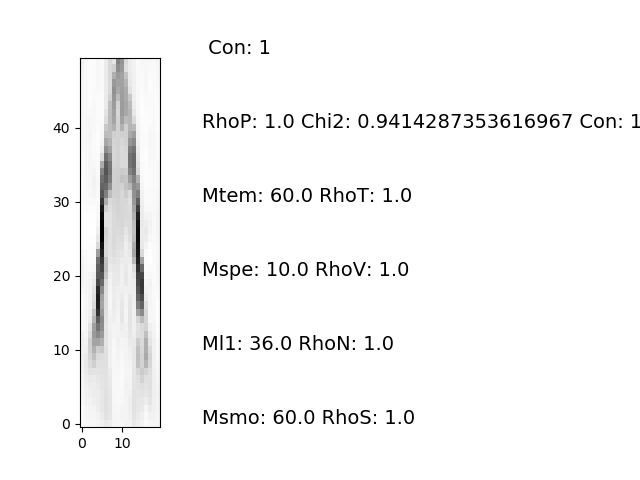 Con: 1
RhoP: 1.0 Chi2: 0.9414287353616967 Con: 1
Mtem: 60.0 RhoT: 1.0
Mspe: 10.0 RhoV: 1.0
Ml1: 36.0 RhoN: 1.0
Msmo: 60.0 RhoS: 1.0
40
30
20
10
0
0 10